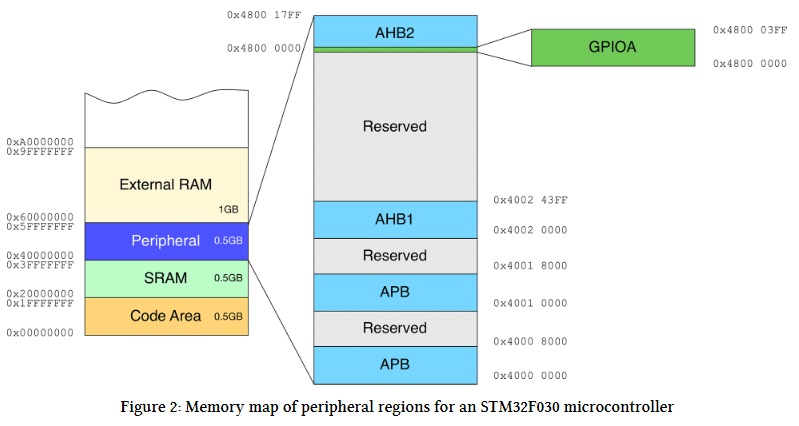 0xA0000000
0x9FFFFFFF
External RAM
1GB
0x60000000
0x5FFFFFFF
Peripheral 0.5GB
0x40000000
0x3FFFFFFF
SRAM 0.5GB
0x20000000
0x1FFFFFFF
Code Area 0.5GB
0x00000000
0x4800 17FF
AHB2
0x4800 0000
Reserved
0x4002 43FF
AHB1
0x4002 0000
Reserved
0x4001 8000
APB
0x4001 0000
Reserved
0x4000 8000
APB
0x4000 0000
GPIOA
0x4800 03FF
0x4800 0000
Figure 2: Memory map of peripheral regions for an STM32F030 microcontroller